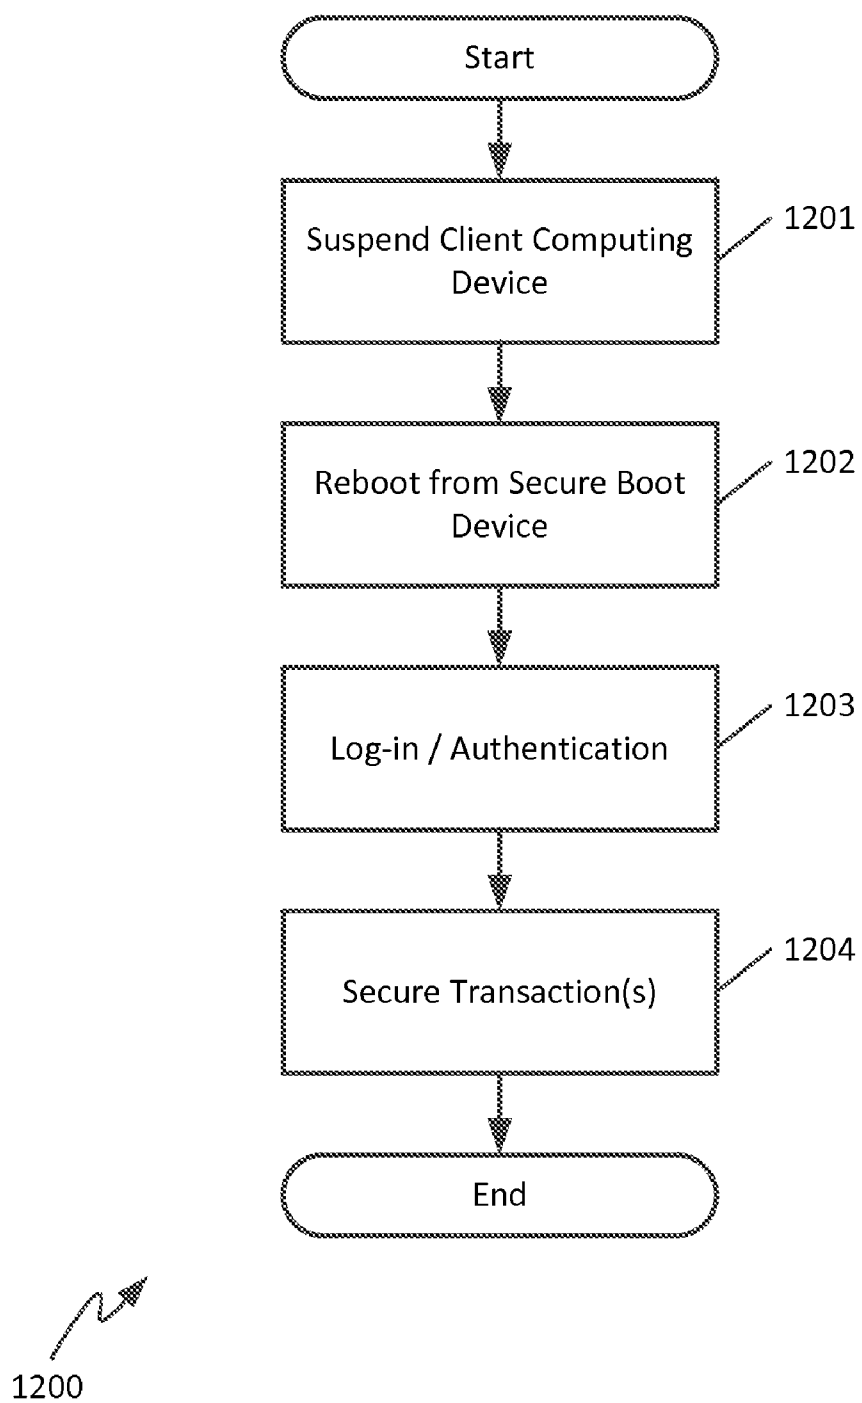 Start
Suspend Client Computing
Device
1201
Reboot from Secure Boot
Device
1202
Log-in / Authentication
1203
Secure Transaction(s)
1204
End
1200